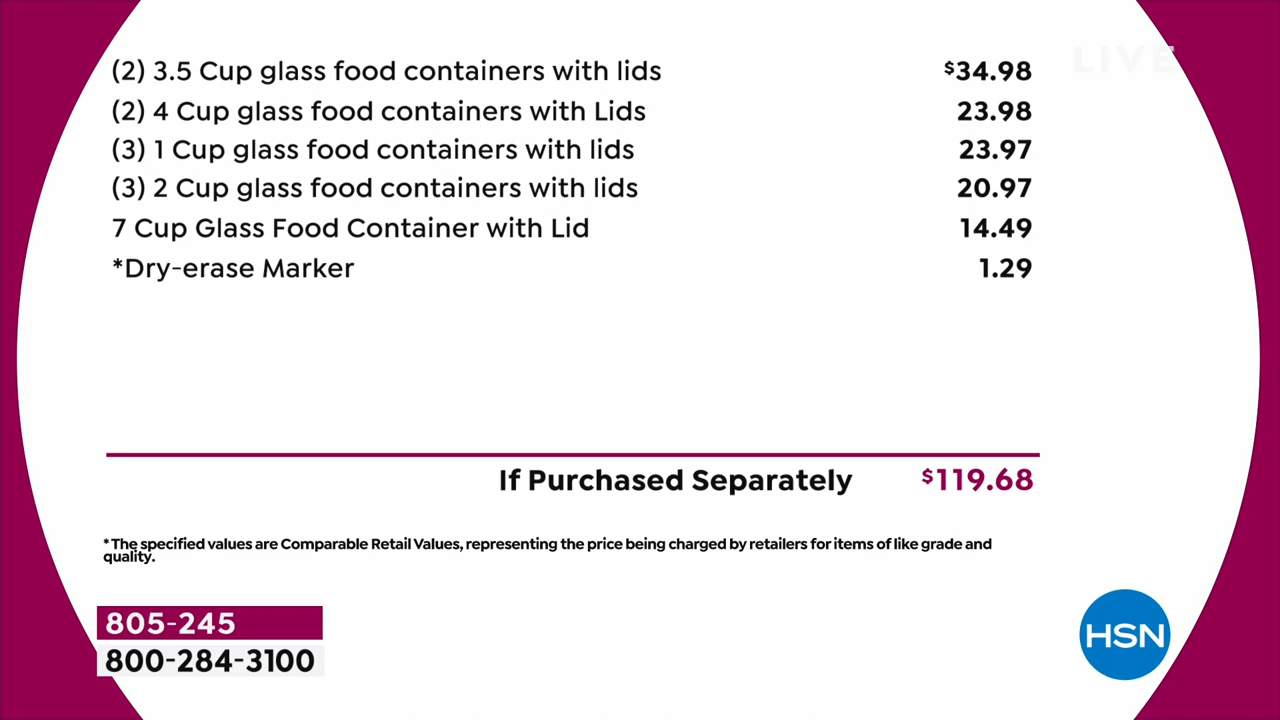 LIVE
(2) 3.5 Cup glass food containers with lids $34.98
(2) 4 Cup glass food containers with Lids 23.98
(3) 1 Cup glass food containers with lids 23.97
(3) 2 Cup glass food containers with lids 20.97
7 Cup Glass Food Container with Lid 14.49
*Dry-erase Marker 1.29
If Purchased Separately $119.68
* The specified values are Comparable Retail Values, representing the price being charged by retailers for items of like grade and
quality.
805-245
800-284-3100
HSN